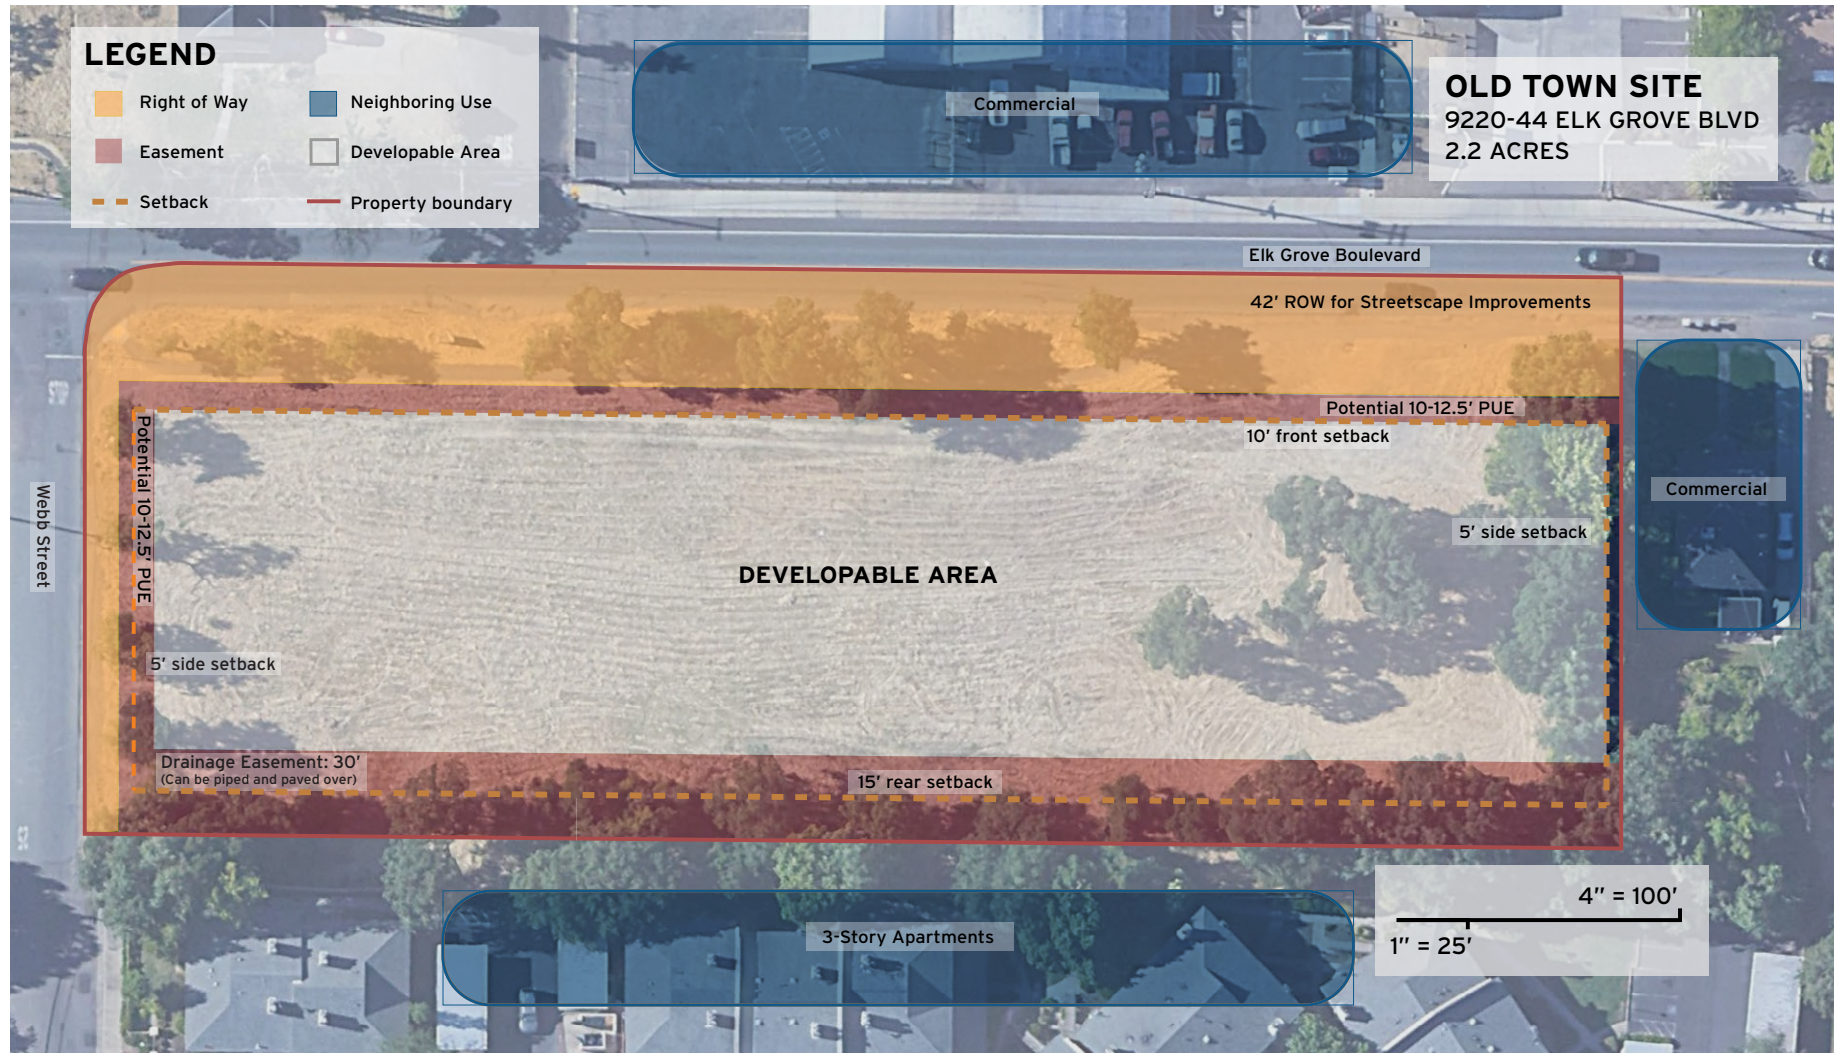 LEGEND
Right of Way
Neighboring Use
Easement
Developable Area
Setback
Property boundary
Commercial
OLD TOWN SITE
9220-44 ELK GROVE BLVD
2.2 ACRES
Elk Grove Boulevard
42’ ROW for Streetscape Improvements
Potential 10-12.5’ PUE
10’ front setback
Potential 10-12.5’ PUE
Webb Street
Commercial
5’ side setback
DEVELOPABLE AREA
5’ side setback
Drainage Easement: 30’
(Can be piped and paved over)
15’ rear setback
3-Story Apartments
4” = 100’
1” = 25’